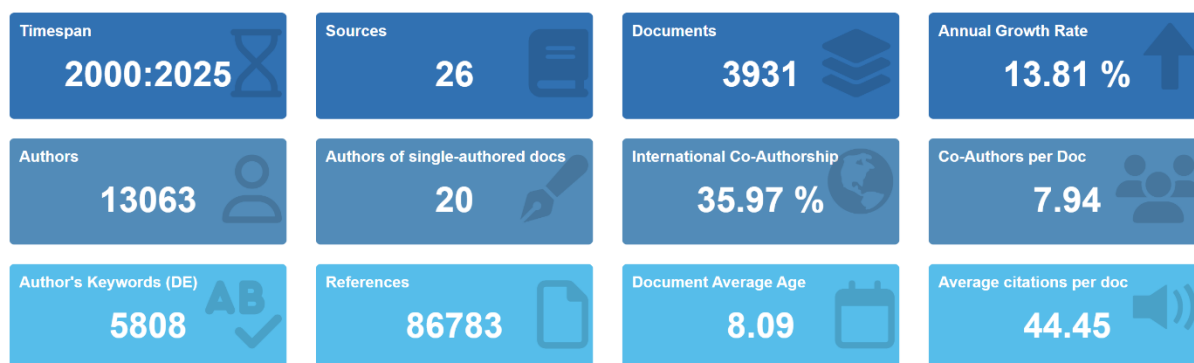 Timespan
2000:2025
Sources
26
Documents
3931
Annual Growth Rate
13.81 %
Authors
13063
Authors of single-authored docs
20
International Co-Authorship
35.97 %
Co-Authors per Doc
7.94
Author's Keywords (DE)
5808
AB
References
86783
Document Average Age
8.09
Average citations per doc
44.45